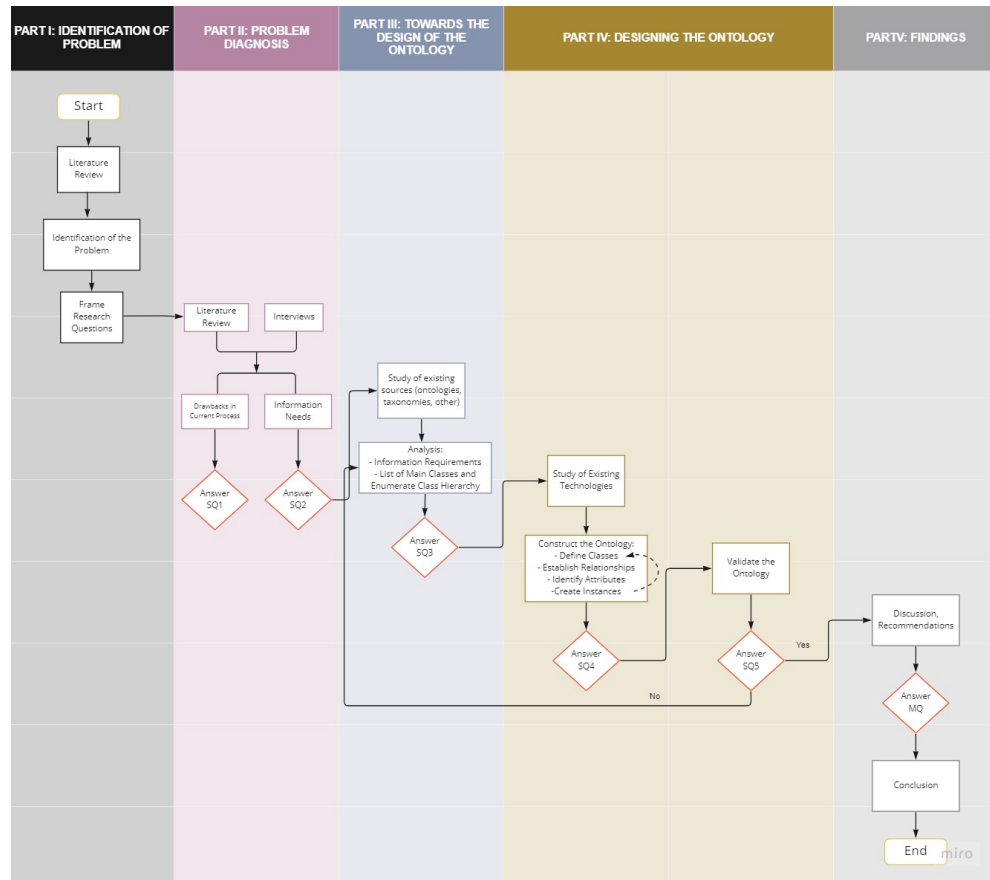 PART I: IDENTIFICATION OF
PROBLEM
PART II: PROBLEM
DIAGNOSIS
PART III: TOWARDS THE
DESIGN OF THE
ONTOLOGY
PART IV: DESIGNING THE ONTOLOGY
PARTV: FINDINGS
Start
Literature
Review
Identification of the
Problem
Frame
Research
Questions
Literature
Review
Interviews
Drawbacks in
Current Process
Information
Needs
Answer
SQ1
Answer
SQ2
Study of existing
sources (ontologies,
taxonomies, other)
Analysis:
- Information Requirements
- List of Main Classes and
Enumerate Class Hierarchy
Answer
SQ3
Study of Existing
Technologies
Construct the Ontology:
- Define Classes
- Establish Relationships
- Identify Attributes
-Create Instances
Answer
SQ4
Validate the
Ontology
Answer
SQ5
Yes
No
Discussion,
Recommendations
Answer
MQ
Conclusion
End
miro